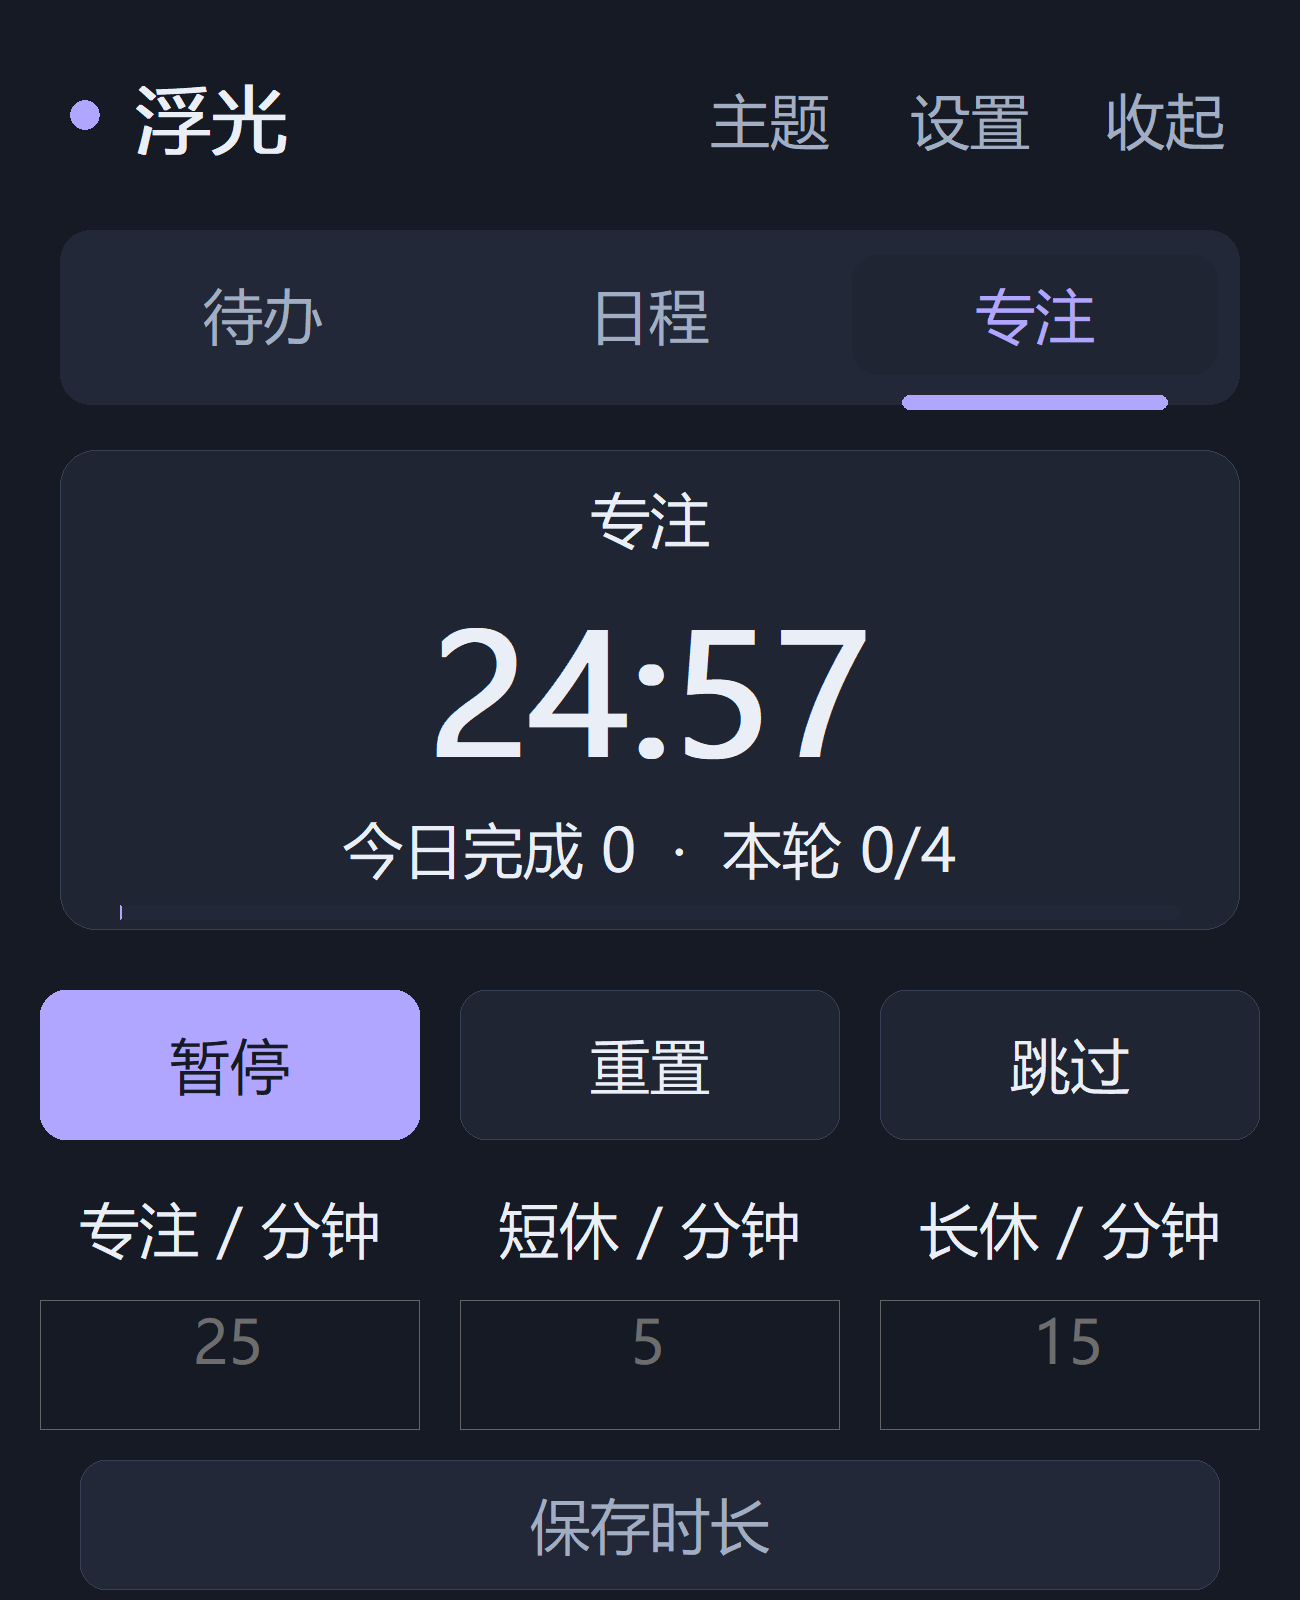 浮光 主题 设置 收起
待办 日程 专注
专注
24:57
今日完成 0 · 本轮 0/4
暂停 重置 跳过
专注 / 分钟 短休 / 分钟 长休 / 分钟
25 5 15
保存时长